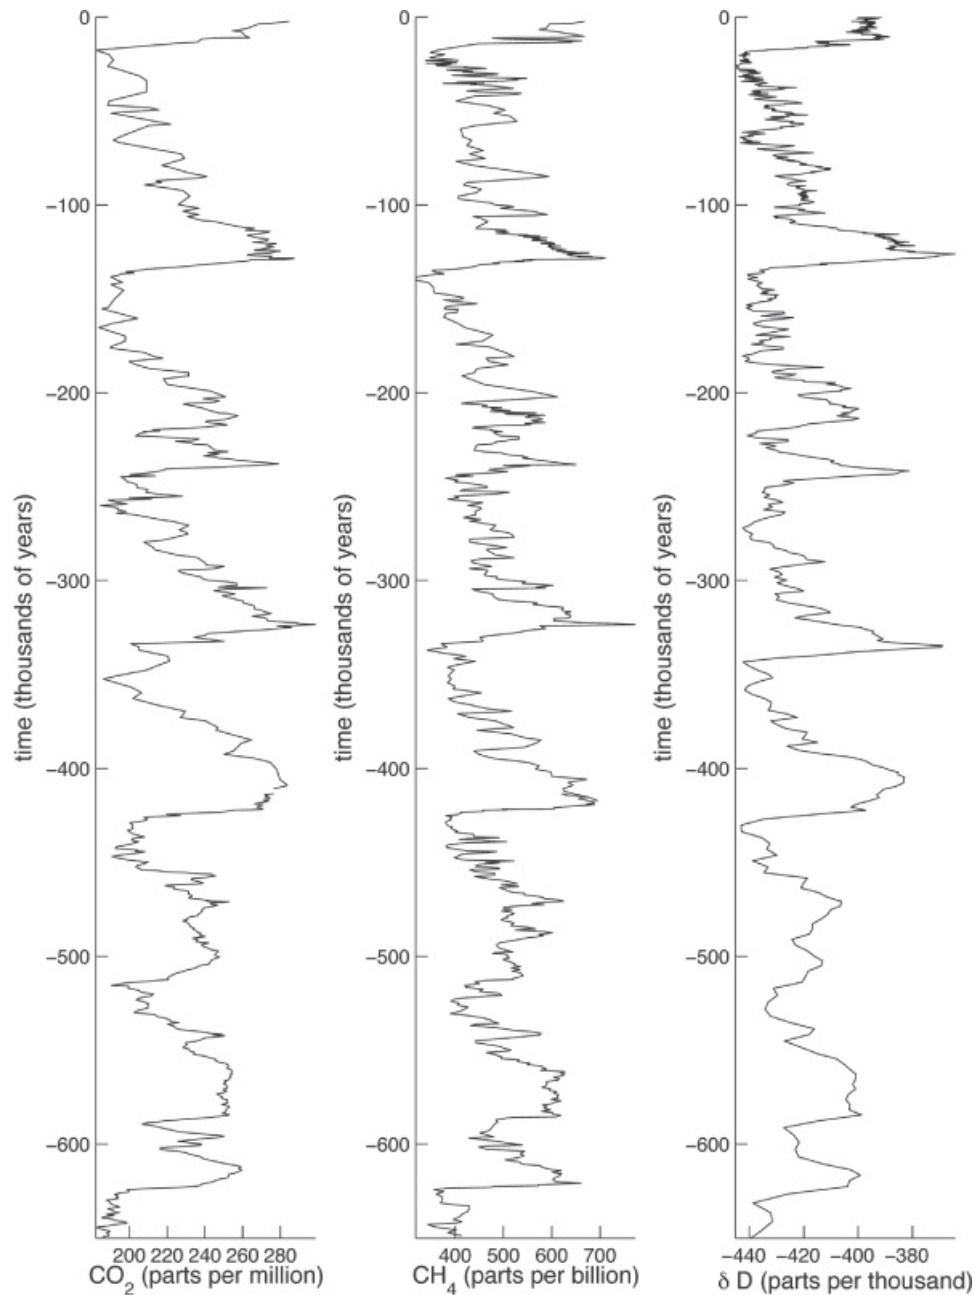 0
−100
−200
−300
−400
−500
−600
time (thousands of years)
200 220 240 260 280
CO2 (parts per million)
0
−100
−200
−300
−400
−500
−600
time (thousands of years)
400 500 600 700
CH4 (parts per billion)
0
−100
−200
−300
−400
−500
−600
time (thousands of years)
−440 −420 −400 −380
δ D (parts per thousand)